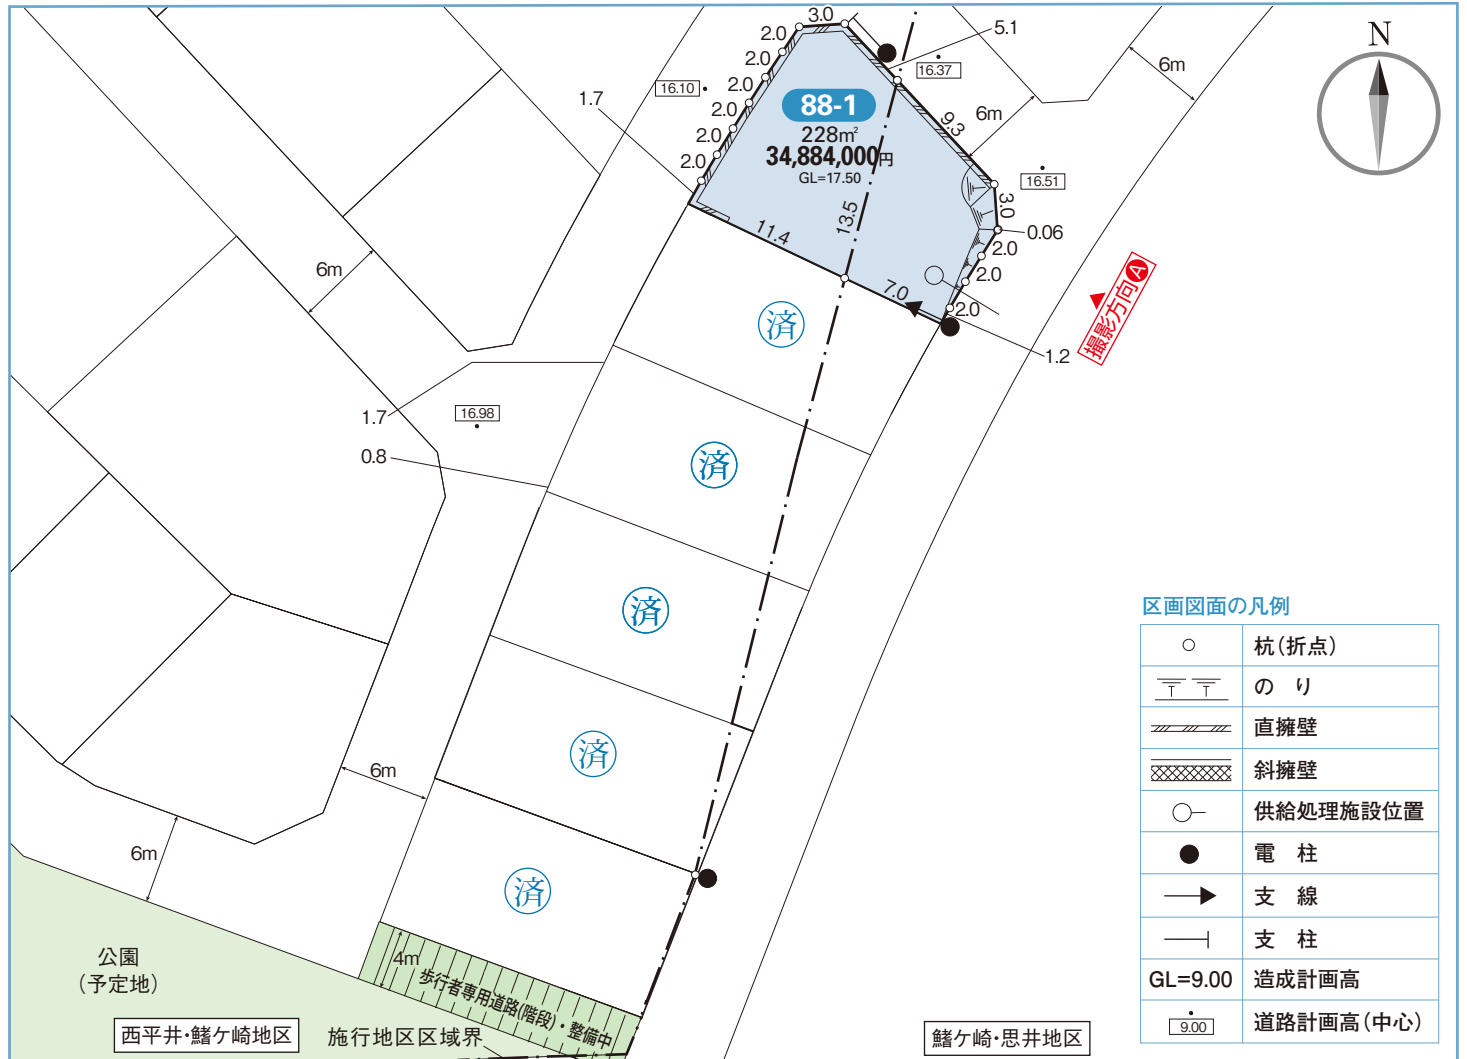 3.0
2.0
2.0
2.0
2.0
2.0
2.0
1.7
5.1
16.37
16.10
N
6m
6m
9.3
88-1
228m²
34,884,000円
GL=17.50
16.51
3.0
0.06
13.5
11.4
7.0
2.0
2.0
2.0
1.2
撮影方向A
6m
済
1.7
16.98
0.8
済
済
済
済
6m
6m
4m
歩行者専用道路(階段)・整備中
公園
(予定地)
西平井・鰭ケ崎地区
施行地区区域界
鰭ケ崎・思井地区
区画図面の凡例
杭(折点)
の り
直擁壁
斜擁壁
供給処理施設位置
電 柱
支 線
支 柱
GL=9.00 造成計画高
9.00 道路計画高(中心)